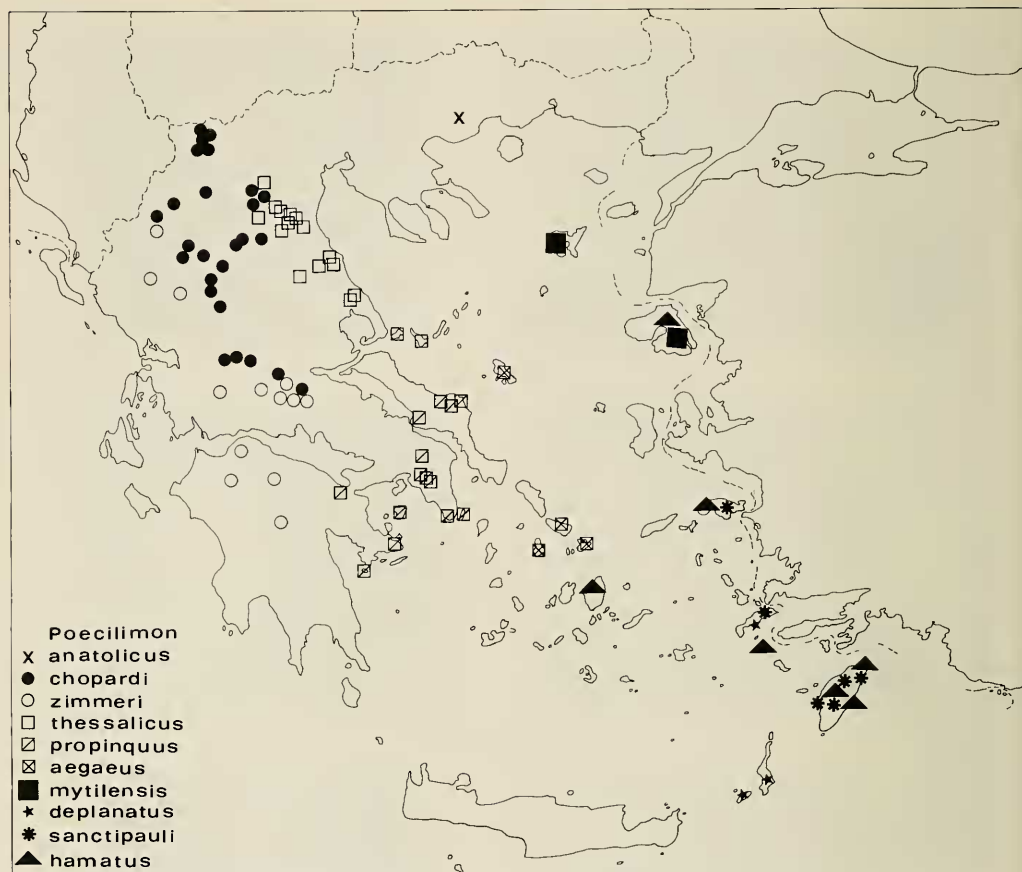 Poecilimon
x anatolicus
● chopardi
○ zimmeri
□ thessalicus
⍁ propinquus
⊠ aegaeus
■ mytilensis
★ deplanatus
✱ sanctipauli
▲ hamatus